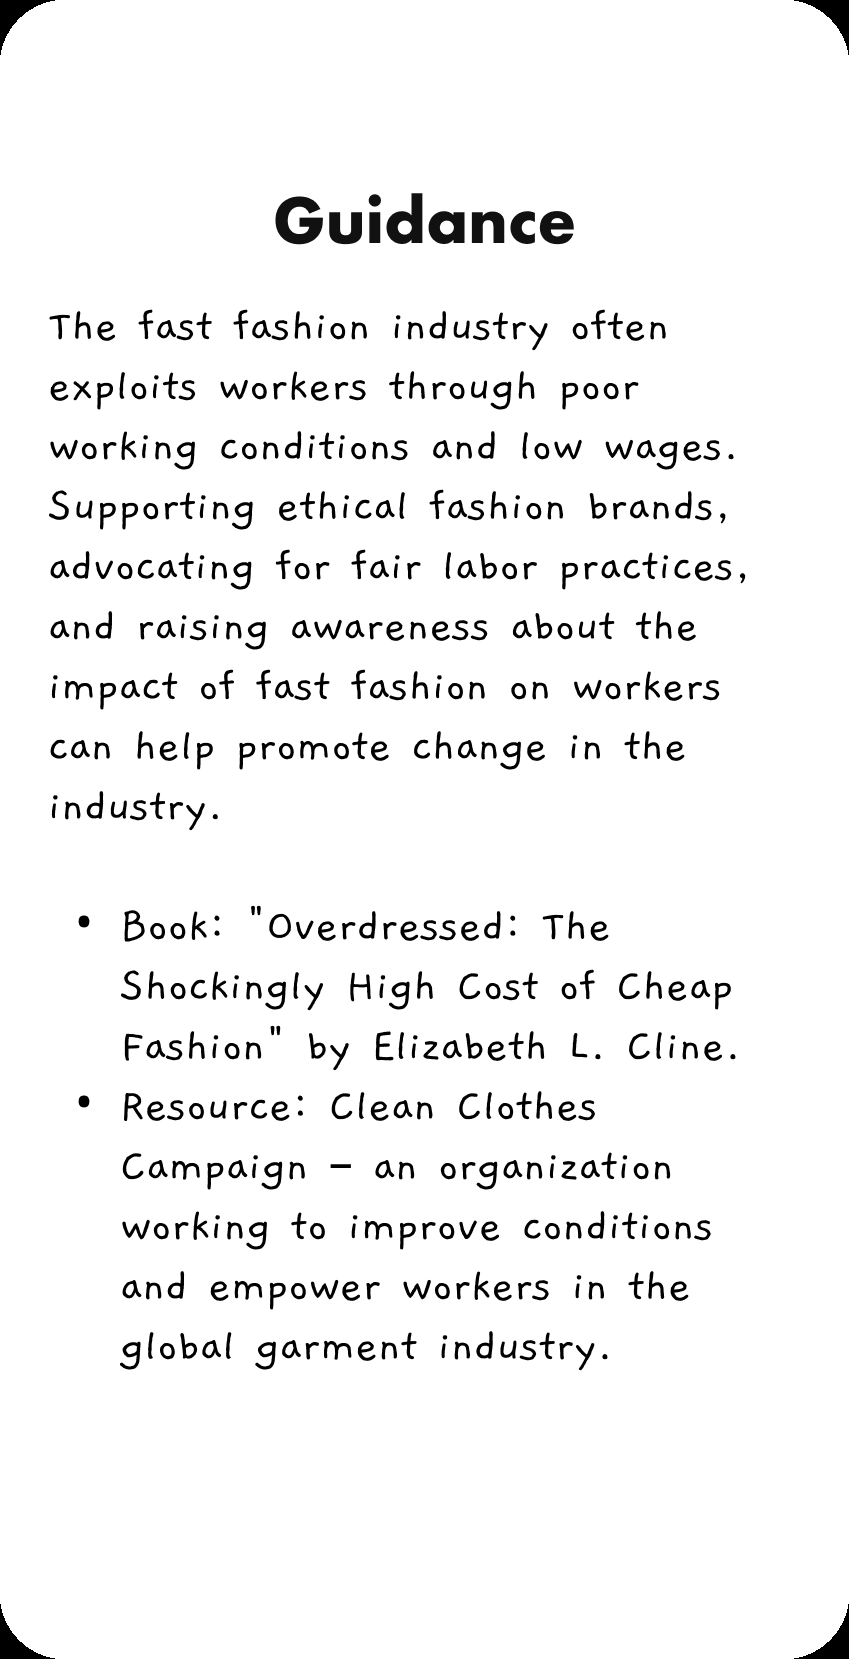 Guidance
The fast fashion industry often
exploits workers through poor
working conditions and low wages.
Supporting ethical fashion brands,
advocating for fair labor practices,
and raising awareness about the
impact of fast fashion on workers
can help promote change in the
industry.
• Book: "Overdressed: The
Shockingly High Cost of Cheap
Fashion" by Elizabeth L. Cline.
• Resource: Clean Clothes
Campaign – an organization
working to improve conditions
and empower workers in the
global garment industry.